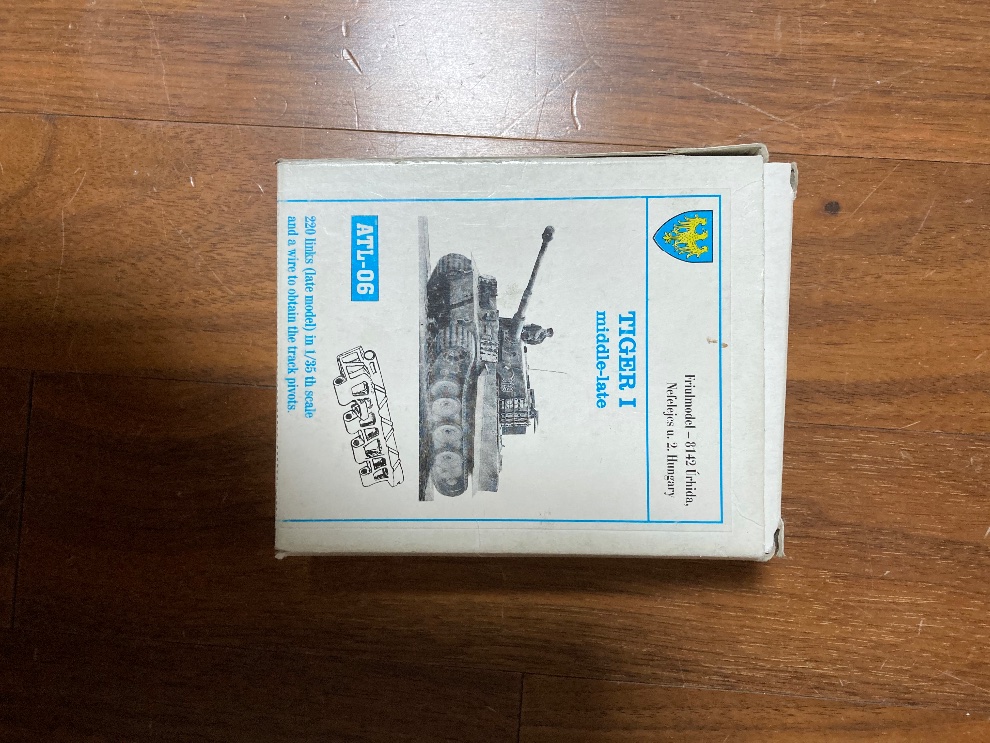 Friulmodel – 8142 Úrhida,
Nefelejcs u. 2. Hungary
TIGER I
middle-late
ATL-06
220 links (late model) in 1/35 th scale
and a wire to obtain the track pivots.